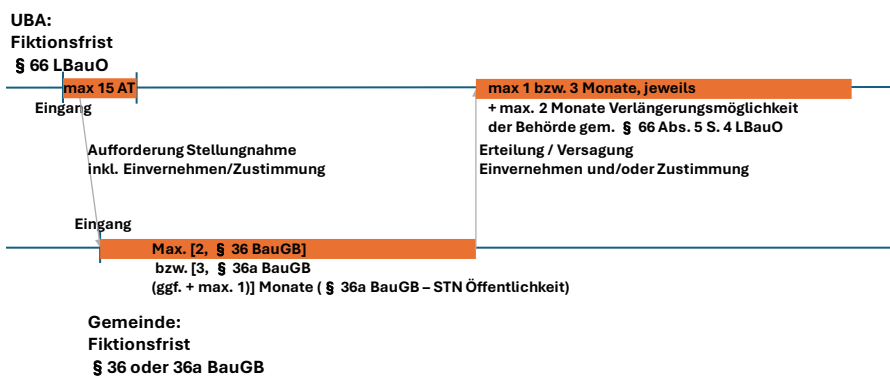 UBA:
Fiktionsfrist
§ 66 LBauO
max 15 AT
Eingang
max 1 bzw. 3 Monate, jeweils
+ max. 2 Monate Verlängerungsmöglichkeit
der Behörde gem. § 66 Abs. 5 S. 4 LBauO
Aufforderung Stellungnahme
inkl. Einvernehmen/Zustimmung
Erteilung / Versagung
Einvernehmen und/oder Zustimmung
Eingang
Max. [2, § 36 BauGB]
bzw. [3, § 36a BauGB
(ggf. + max. 1)] Monate ( § 36a BauGB – STN Öffentlichkeit)
Gemeinde:
Fiktionsfrist
§ 36 oder 36a BauGB